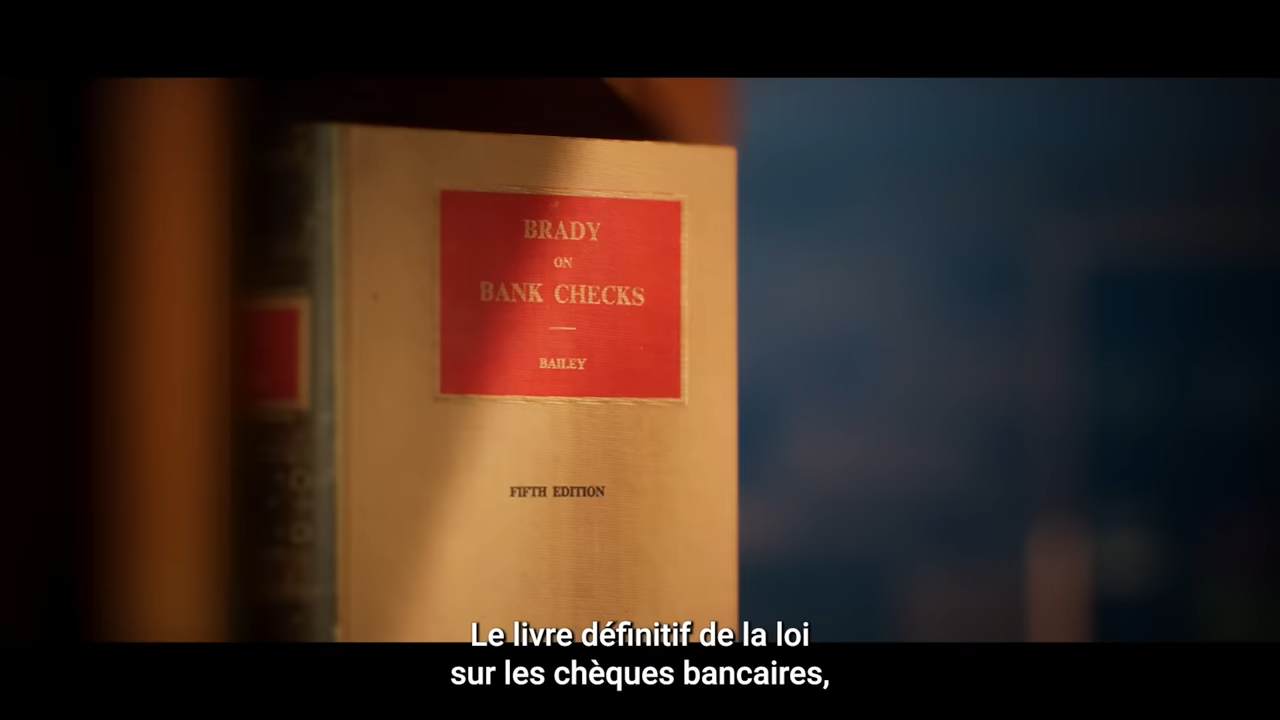 BRADY
ON
BANK CHECKS
BAILEY
FIFTH EDITION
Le livre définitif de la loi
sur les chèques bancaires,